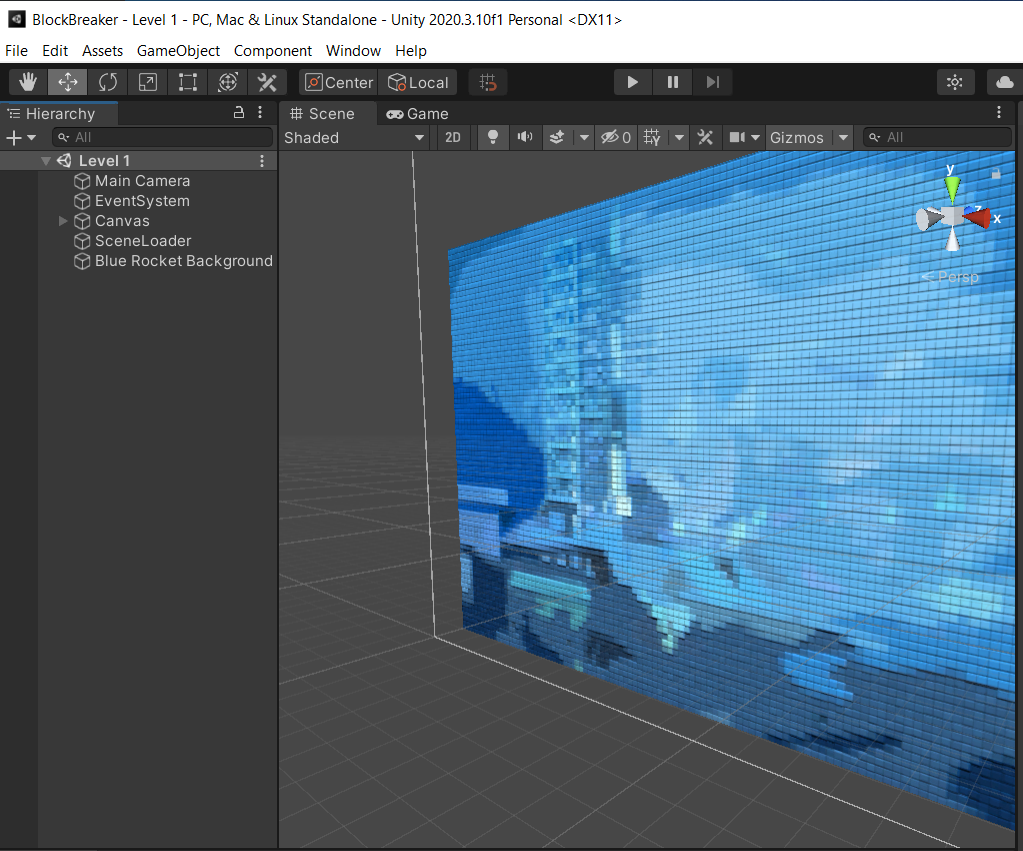 BlockBreaker - Level 1 - PC, Mac & Linux Standalone - Unity 2020.3.10f1 Personal <DX11>
File Edit Assets GameObject Component Window Help
Center Local
Hierarchy
Scene Game
All
Shaded 2D 0 Gizmos All
Level 1
Main Camera
EventSystem
Canvas
SceneLoader
Blue Rocket Background
y
z
x
< Persp